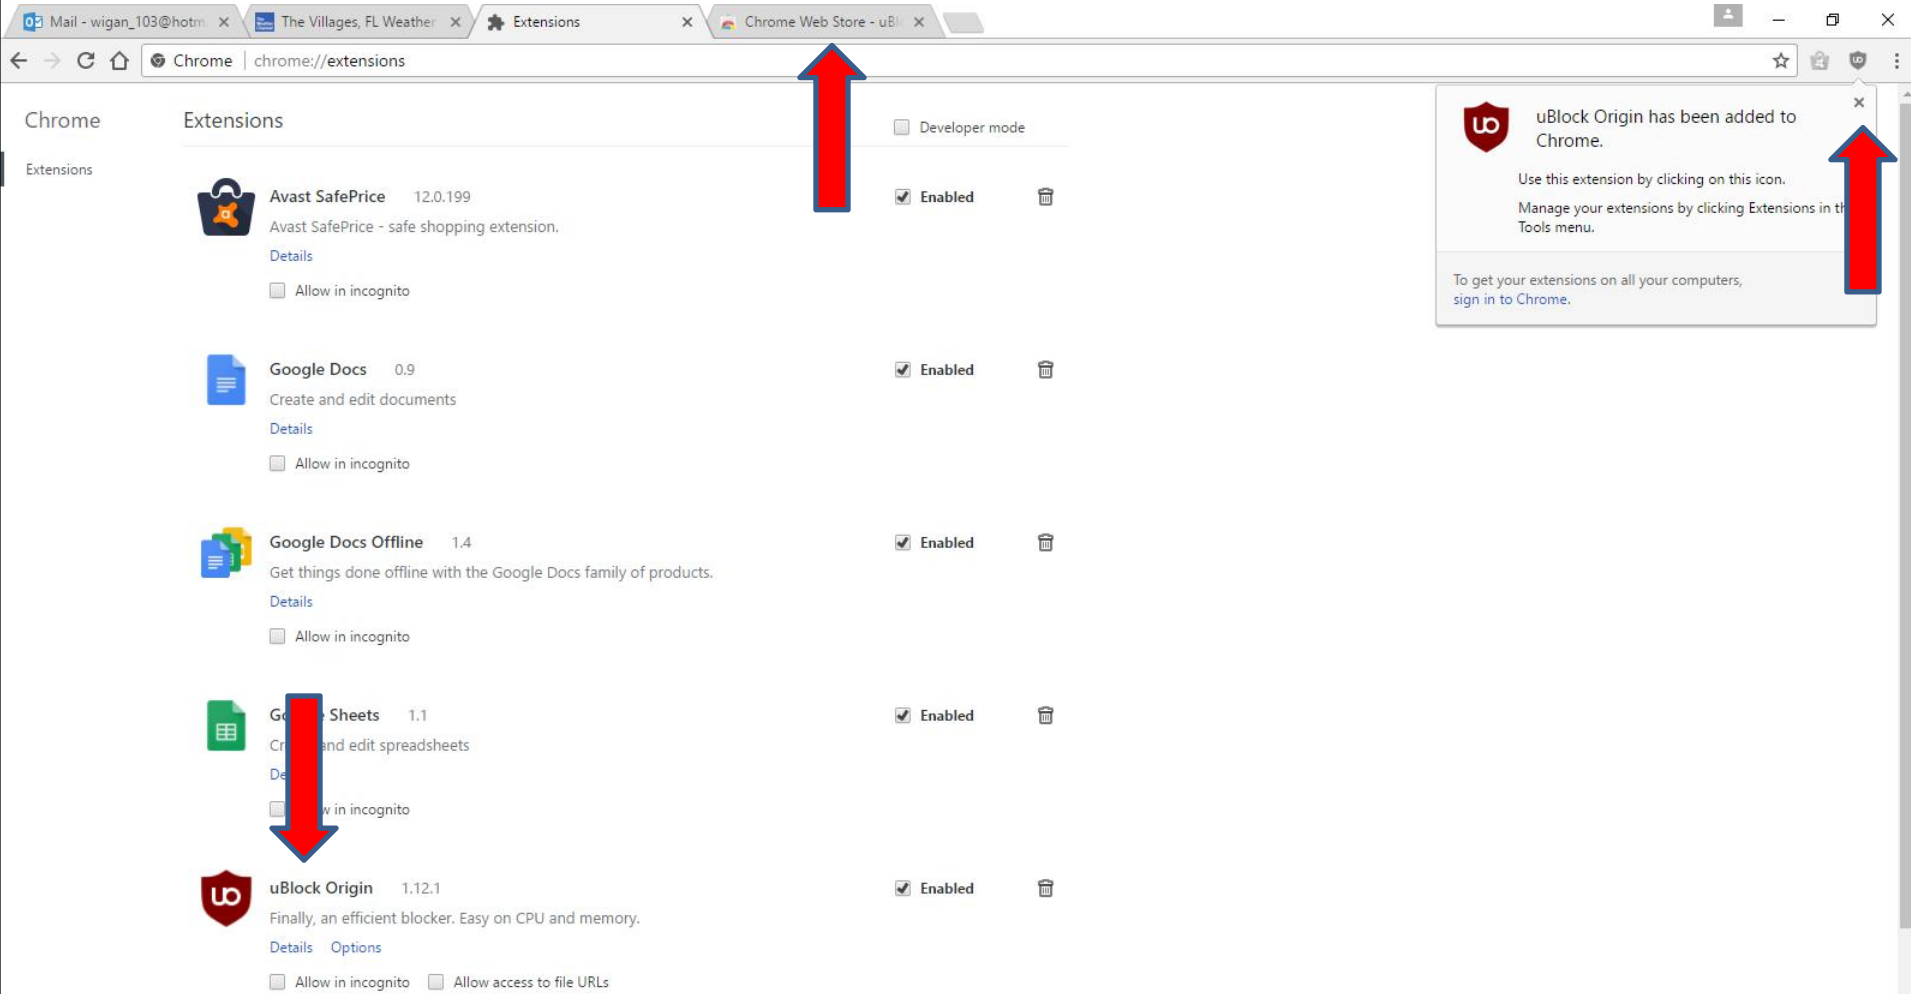 Mail - wigan_103@hotm
The Villages, FL Weather
Extensions
Chrome Web Store - uBl
Chrome
chrome://extensions
Chrome
Extensions
Extensions
Developer mode
Avast SafePrice 12.0.199
Enabled
Avast SafePrice - safe shopping extension.
Details
Allow in incognito
Google Docs 0.9
Enabled
Create and edit documents
Details
Allow in incognito
Google Docs Offline 1.4
Enabled
Get things done offline with the Google Docs family of products.
Details
Allow in incognito
Sheets 1.1
Enabled
and edit spreadsheets
in incognito
uBlock Origin 1.12.1
Enabled
Finally, an efficient blocker. Easy on CPU and memory.
Details Options
Allow in incognito Allow access to file URLs
uBlock Origin has been added to
Chrome.
Use this extension by clicking on this icon.
Manage your extensions by clicking Extensions in
Tools menu.
To get your extensions on all your computers,
sign in to Chrome.